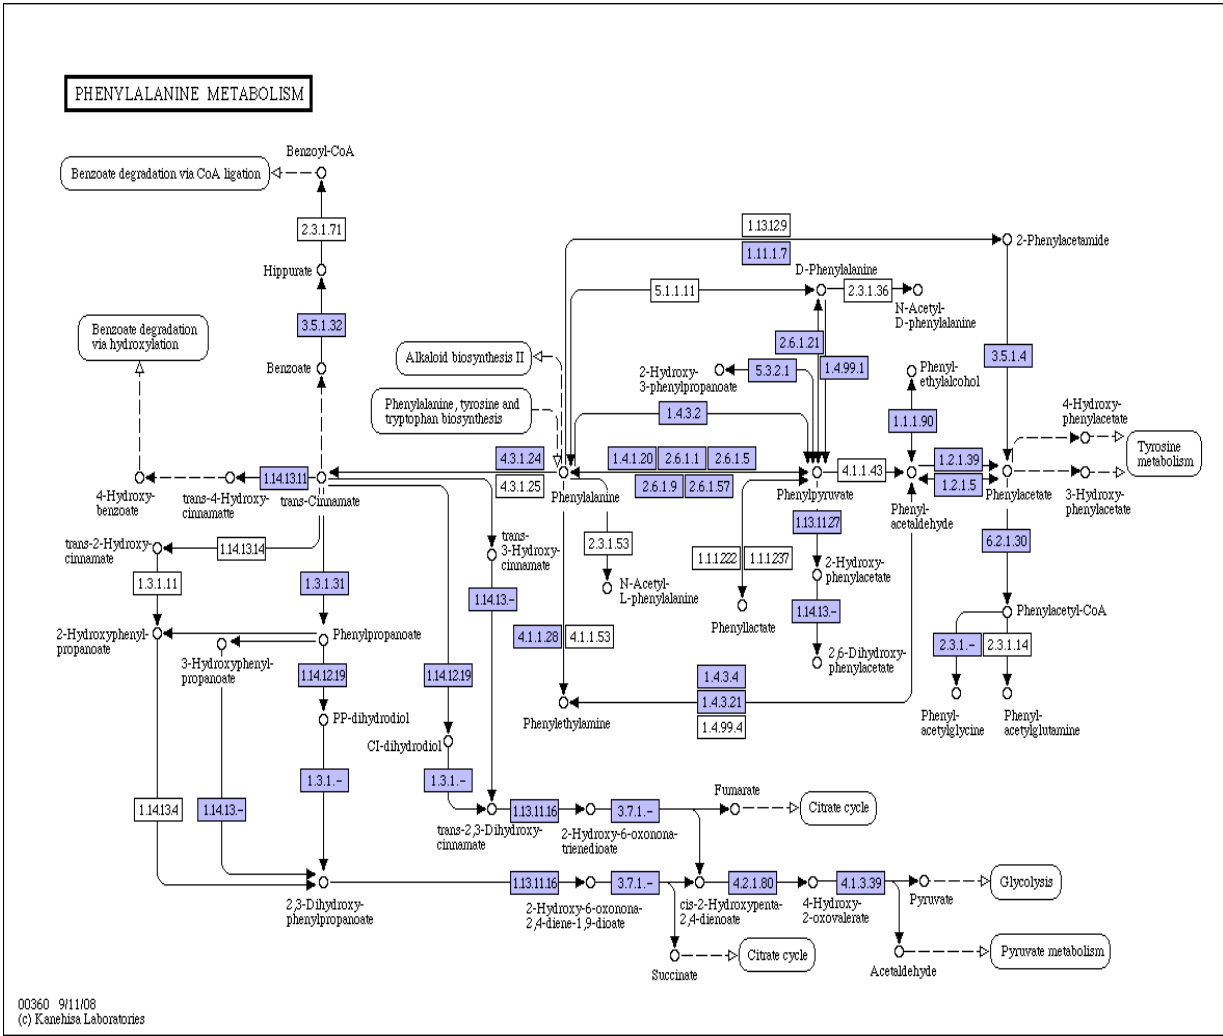 PHENYLALANINE METABOLISM
Benzoyl-CoA
Benzoate degradation via CoA ligation
2.3.1.71
Hippurate
3.5.1.32
Benzoate
Benzoate degradation
via hydroxylation
1.13.12.9
1.11.1.7
2-Phenylacetamide
D-Phenylalanine
5.1.1.11
2.3.1.36
N-Acetyl-
D-phenylalanine
Alkaloid biosynthesis II
2.6.1.21
1.4.99.1
3.5.1.4
2-Hydroxy-
3-phenylpropanoate
5.3.2.1
Phenyl-
ethylalcohol
Phenylalanine, tyrosine and
tryptophan biosynthesis
1.4.3.2
1.1.1.90
4-Hydroxy-
phenylacetate
Tyrosine
metabolism
4.3.1.24
4.3.1.25
1.4.1.20
2.6.1.1
2.6.1.5
2.6.1.9
2.6.1.57
4.1.1.43
1.2.1.39
1.2.1.5
1.14.13.11
4-Hydroxy-
benzoate
trans-4-Hydroxy-
cinnamatte
trans-Cinnamate
Phenylalanine
Phenylpyruvate
Phenyl-
acetaldehyde
Phenylacetate
3-Hydroxy-
phenylacetate
trans-2-Hydroxy-
cinnamate
1.14.13.14
trans-
3-Hydroxy-
cinnamate
2.3.1.53
1.13.11.27
6.2.1.30
1.3.1.11
1.3.1.31
1.14.13.-
N-Acetyl-
L-phenylalanine
1.1.1.222
1.1.1.237
2-Hydroxy-
phenylacetate
1.14.13.-
Phenyllactate
Phenylacetyl-CoA
2-Hydroxyphenyl-
propanoate
Phenylpropanoate
3-Hydroxyphenyl-
propanoate
4.1.1.28
4.1.1.53
2,6-Dihydroxy-
phenylacetate
2.3.1.-
2.3.1.14
1.14.12.19
1.14.12.19
1.4.3.4
1.4.3.21
1.4.99.4
Phenylethylamine
Phenyl-
acetylglycine
Phenyl-
acetylglutamine
PP-dihydrodiol
CI-dihydrodiol
1.3.1.-
1.3.1.-
1.14.13.4
1.14.13.-
1.13.11.16
3.7.1.-
Fumarate
Citrate cycle
trans-2,3-Dihydroxy-
cinnamate
2-Hydroxy-6-oxonona-
trienedioate
1.13.11.16
3.7.1.-
4.2.1.80
4.1.3.39
Pyruvate
Glycolysis
2,3-Dihydroxy-
phenylpropanoate
2-Hydroxy-6-oxonona-
2,4-diene-1,9-dioate
cis-2-Hydroxypenta-
2,4-dienoate
4-Hydroxy-
2-oxovalerate
Succinate
Citrate cycle
Acetaldehyde
Pyruvate metabolism
00360 9/11/08
(c) Kanehisa Laboratories